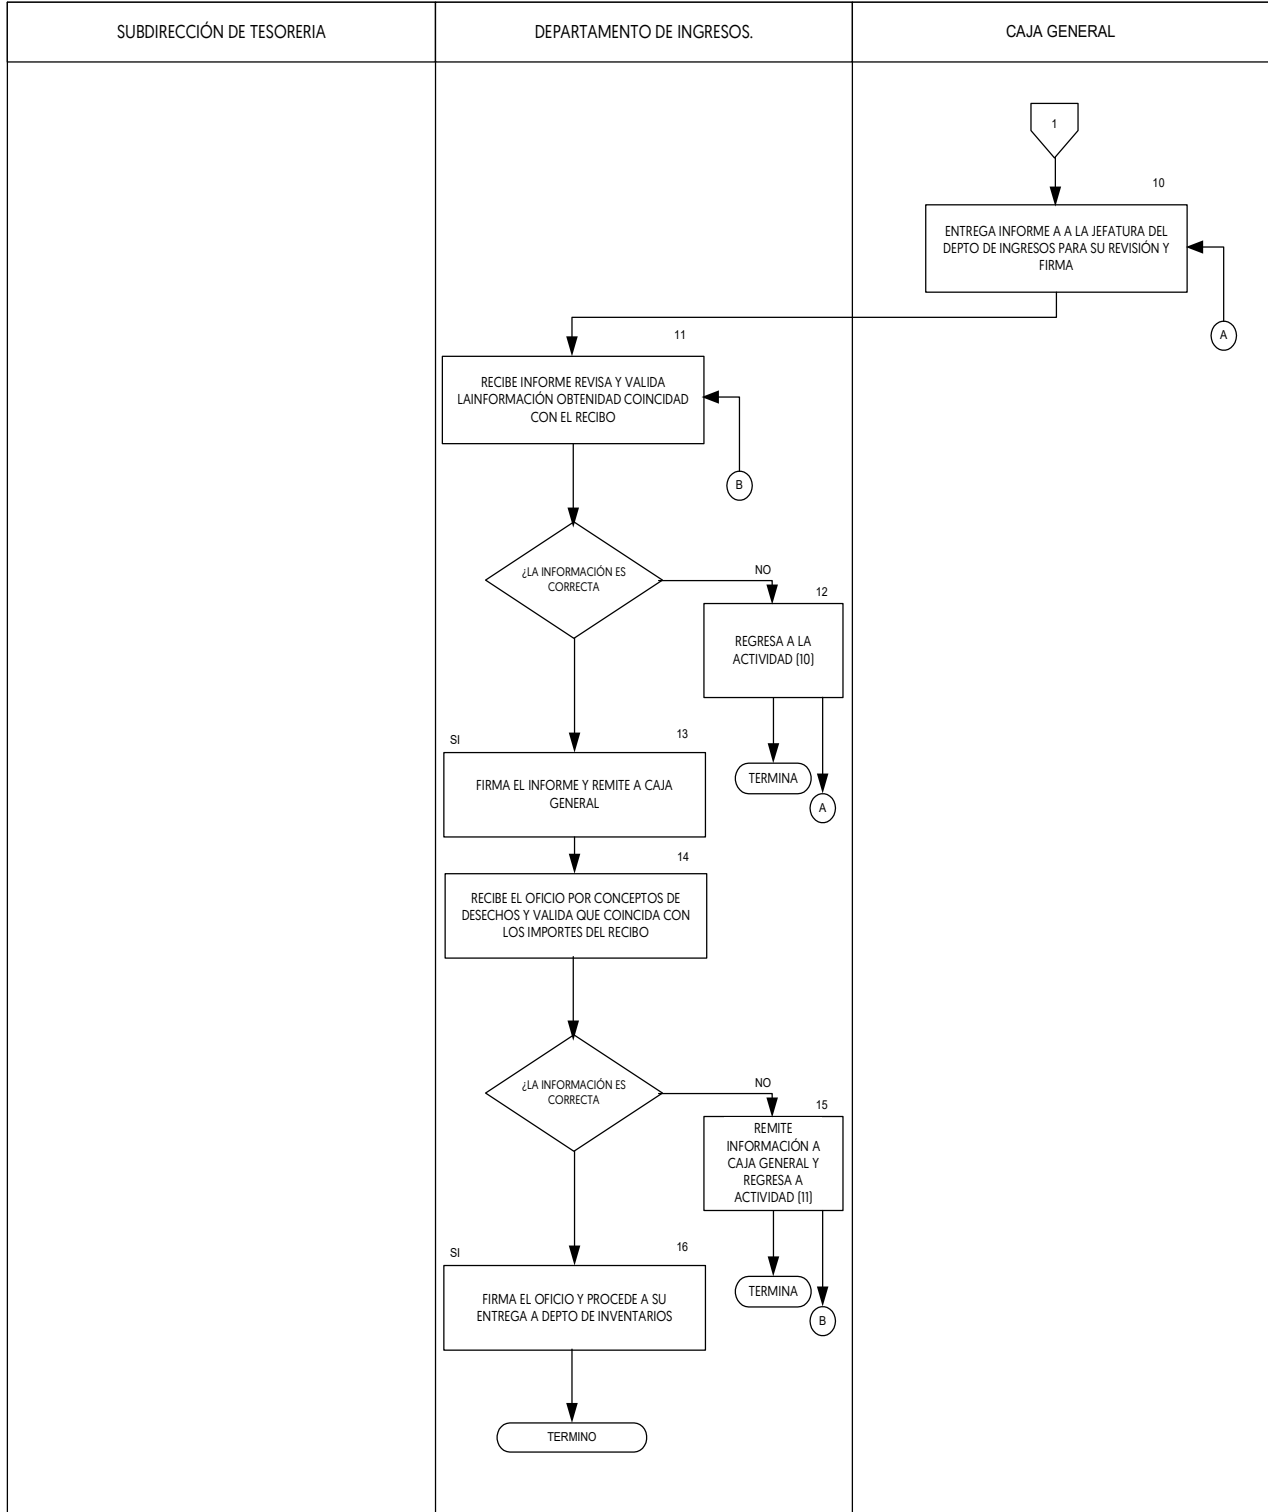 SUBDIRECCIÓN DE TESORERIA
DEPARTAMENTO DE INGRESOS.
CAJA GENERAL
1
10
ENTREGA INFORME A A LA JEFATURA DEL
DEPTO DE INGRESOS PARA SU REVISIÓN Y
FIRMA
A
11
RECIBE INFORME REVISA Y VALIDA
LAINFORMACIÓN OBTENIDAD COINCIDAD
CON EL RECIBO
B
¿LA INFORMACIÓN ES
CORRECTA
NO
12
REGRESA A LA
ACTIVIDAD (10)
SI
13
FIRMA EL INFORME Y REMITE A CAJA
GENERAL
TERMINA
A
14
RECIBE EL OFICIO POR CONCEPTOS DE
DESECHOS Y VALIDA QUE COINCIDA CON
LOS IMPORTES DEL RECIBO
¿LA INFORMACIÓN ES
CORRECTA
NO
15
REMITE
INFORMACIÓN A
CAJA GENERAL Y
REGRESA A
ACTIVIDAD (11)
SI
16
FIRMA EL OFICIO Y PROCEDE A SU
ENTREGA A DEPTO DE INVENTARIOS
TERMINA
B
TERMINO